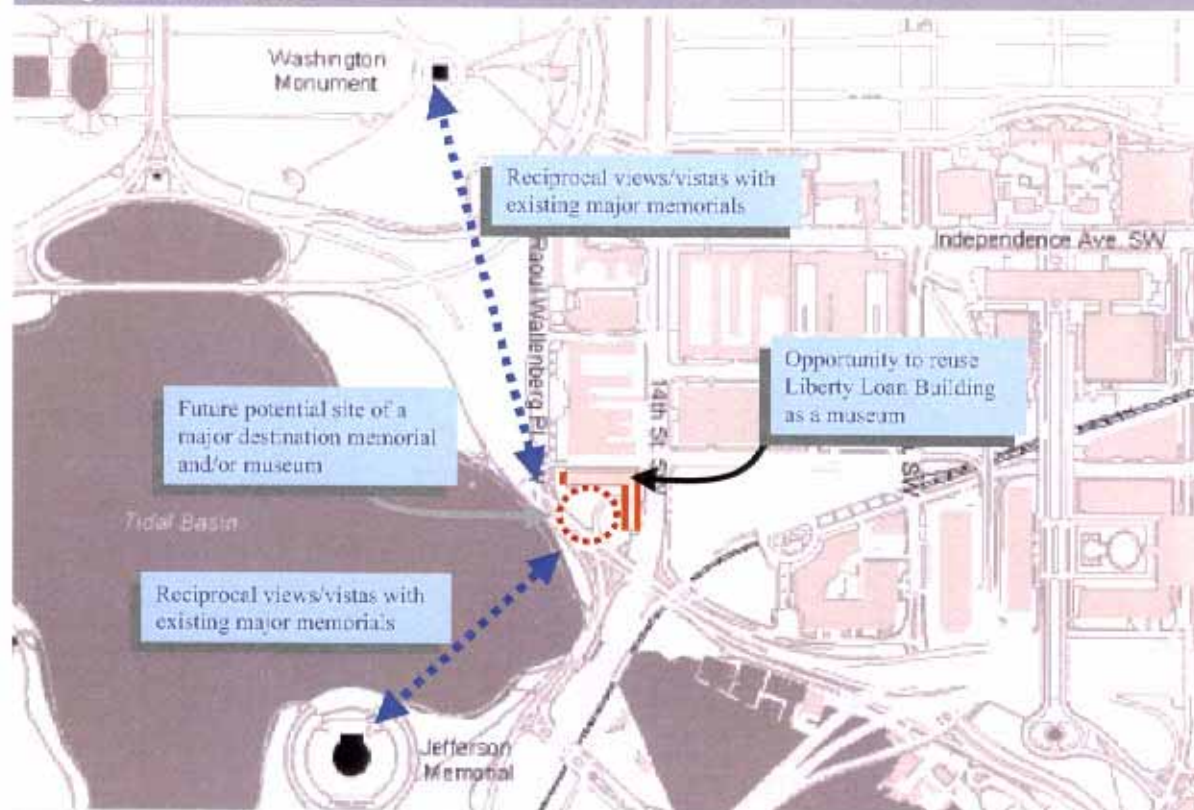 Washington
Monument
Reciprocal views/vistas with
existing major memorials
Independence Ave. SW
Raoul Wallenberg Pl.
Opportunity to reuse
Liberty Loan Building
as a museum
14th St. SW
Future potential site of a
major destination memorial
and/or museum
SW
Tidal Basin
Reciprocal views/vistas with
existing major memorials
Jefferson
Memorial